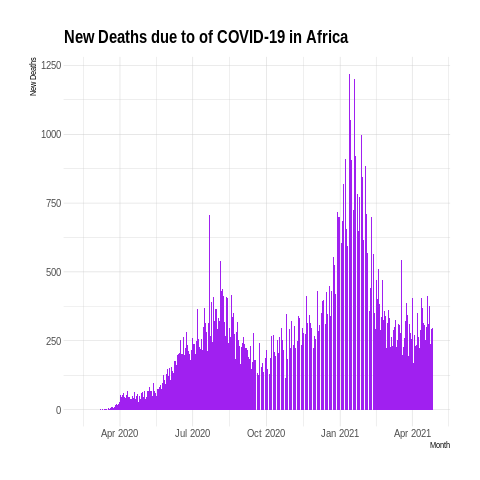 New Deaths due to of COVID-19 in Africa
New Deaths
1250
1000
750
500
250
0
Apr 2020
Jul 2020
Oct 2020
Jan 2021
Apr 2021
Month